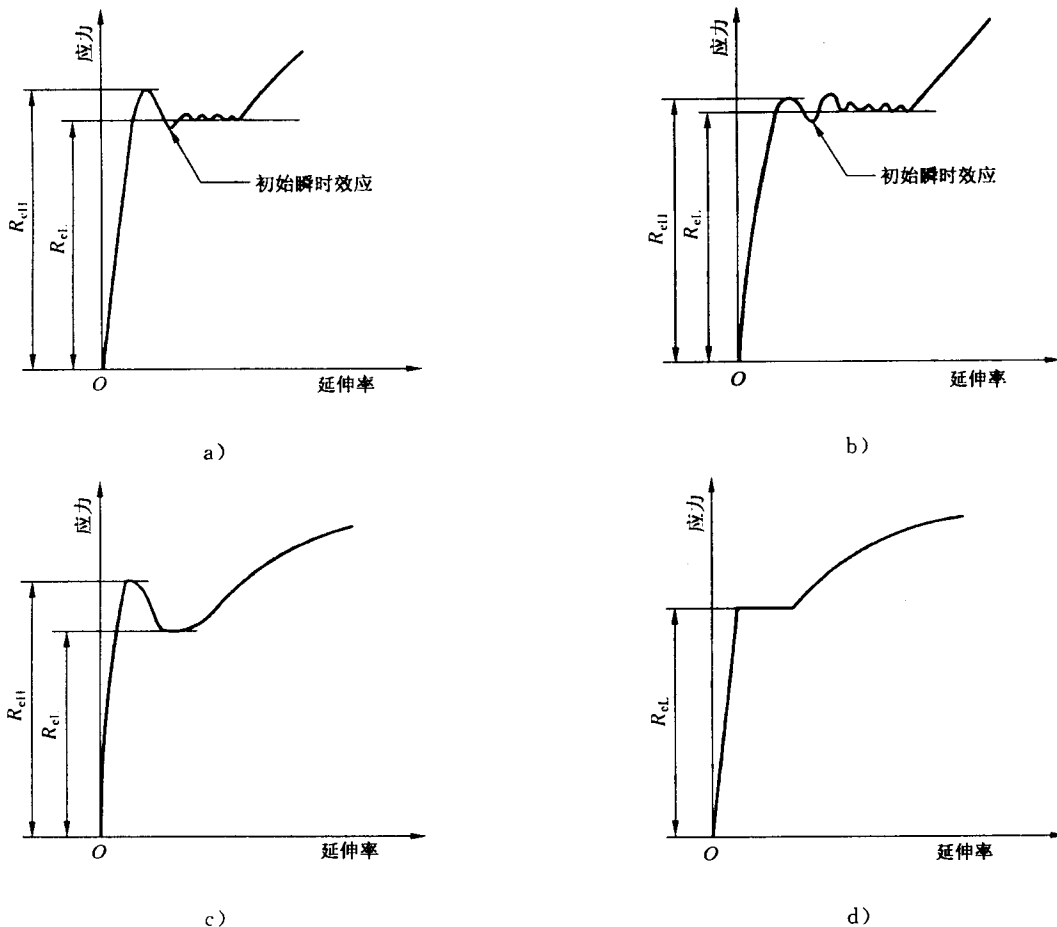 应力
R_eH
R_eL
初始瞬时效应
O
延伸率
a）
应力
R_eH
R_eL
初始瞬时效应
O
延伸率
b）
应力
R_eH
R_eL
O
延伸率
c）
应力
R_eL
O
延伸率
d）